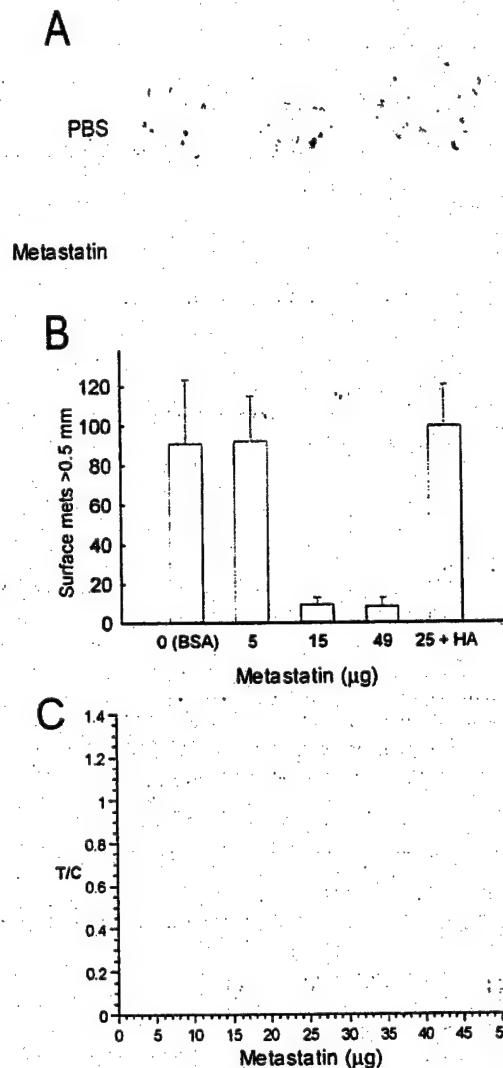 A
PBS
Metastatin
B
Surface mets >0.5 mm
120
100
80
60
40
20
0
0 (BSA) 5 15 49 25 + HA
Metastatin (µg)
C
T/C
1.4
1.2
1
0.8
0.6
0.4
0.2
0
0 5 10 15 20 25 30 35 40 45 50
Metastatin (µg)